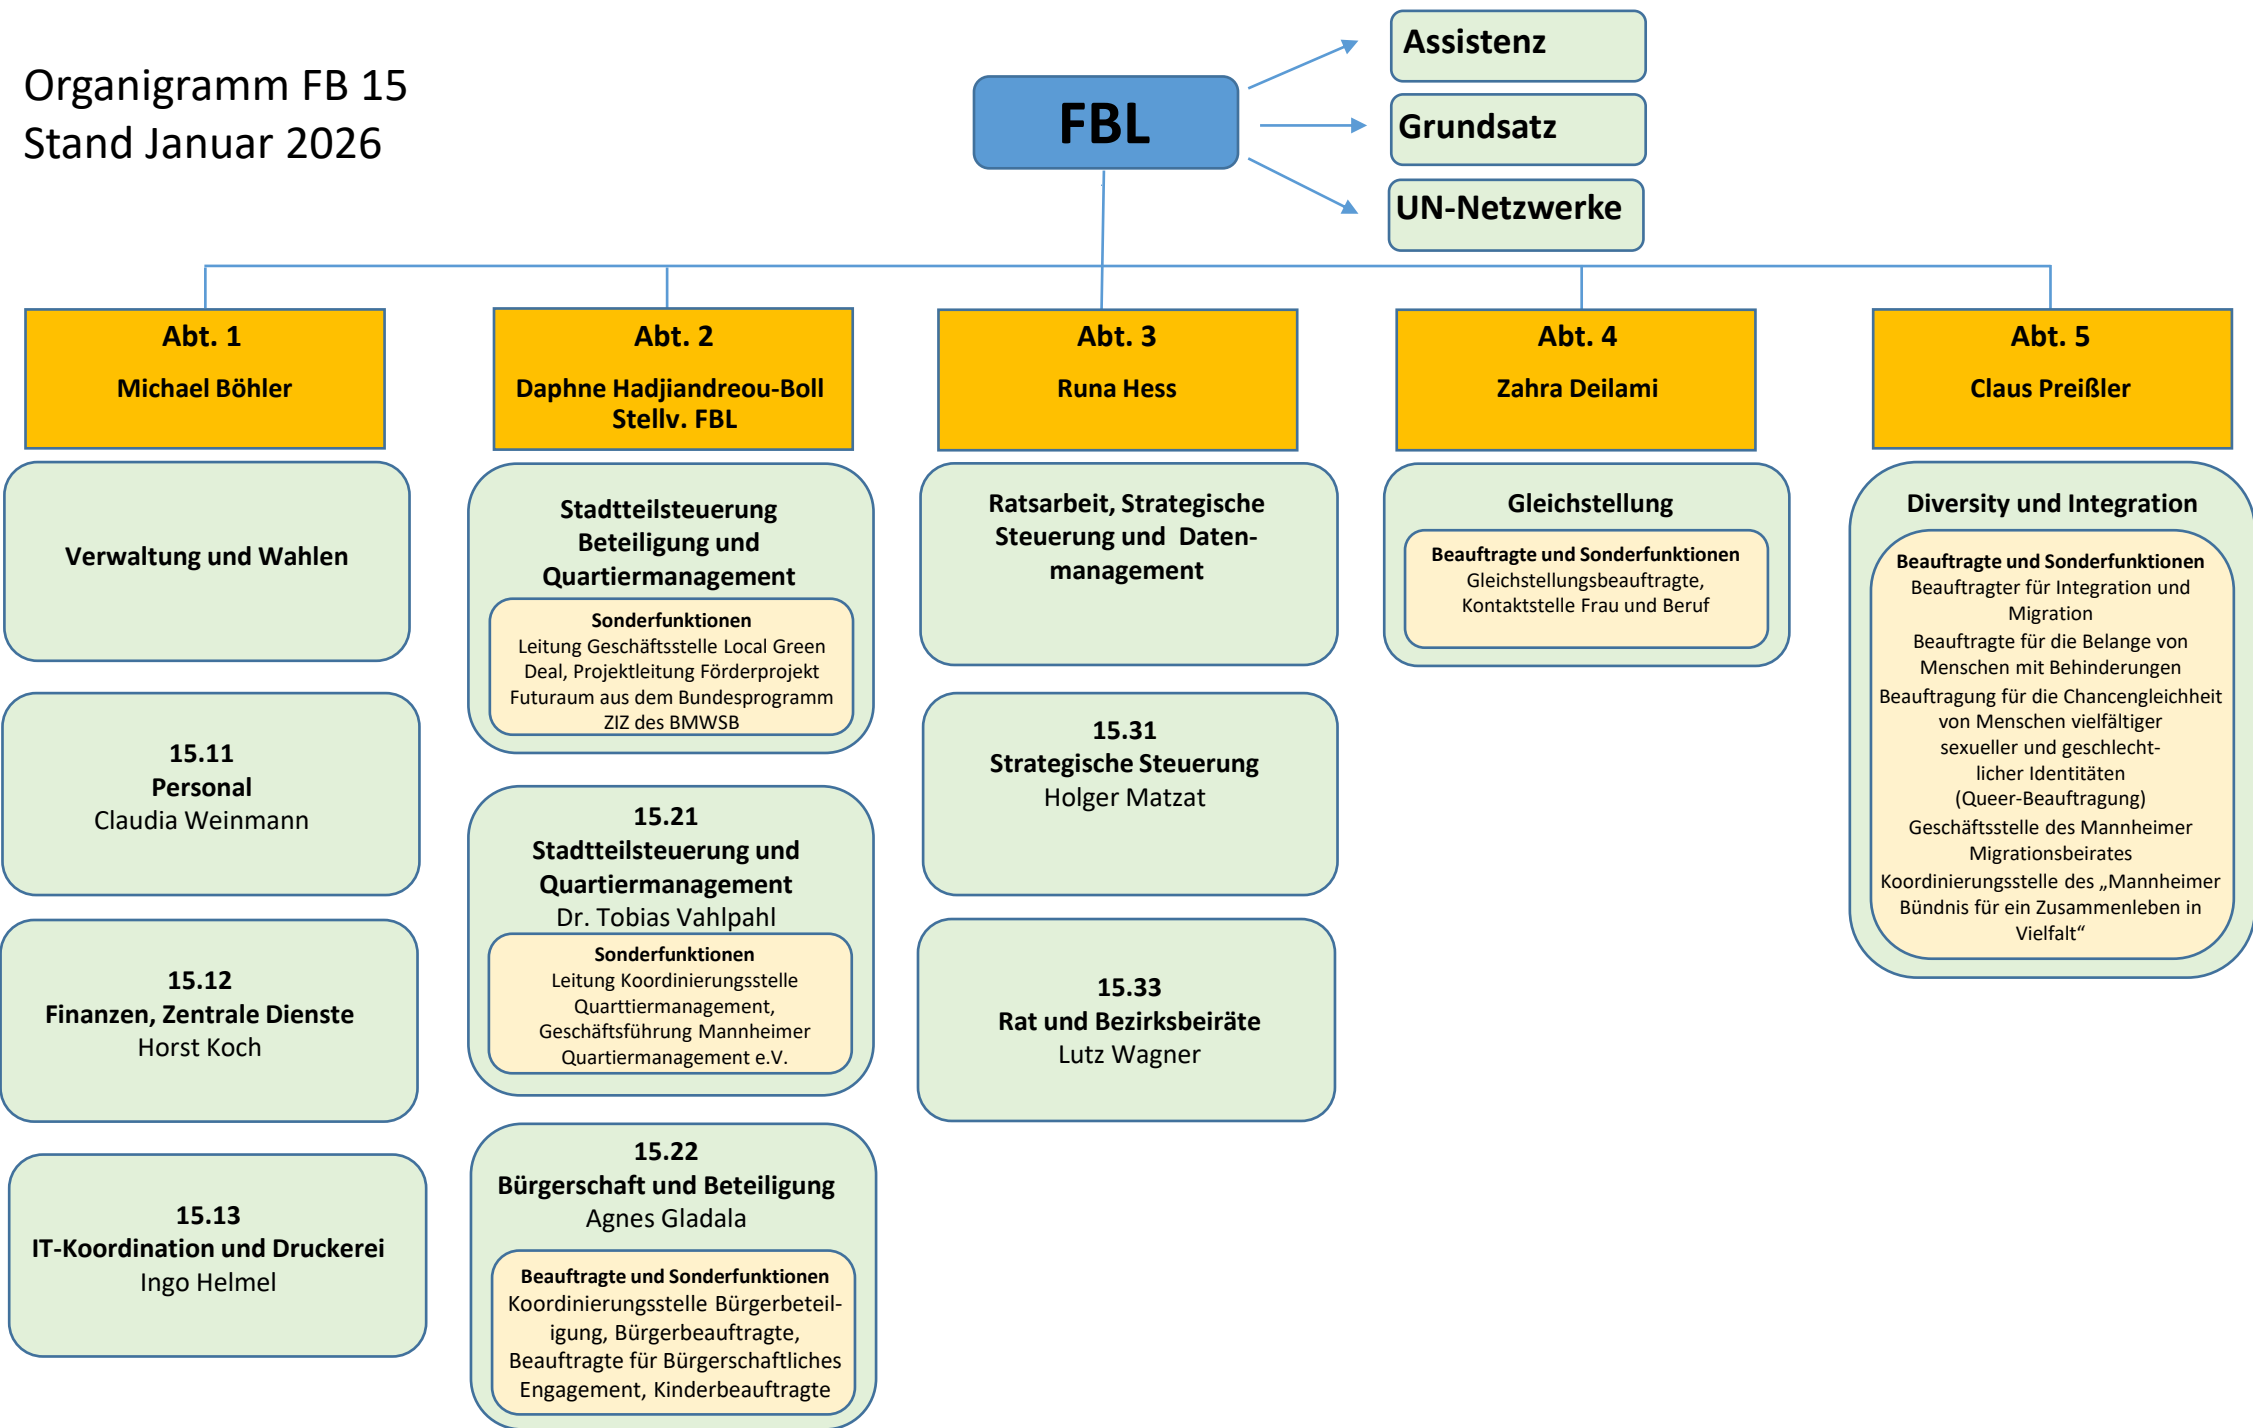 Organigramm FB 15
Stand Januar 2026
FBL
Assistenz
Grundsatz
UN-Netzwerke
Abt. 1
Michael Böhler
Verwaltung und Wahlen
15.11
Personal
Claudia Weinmann
15.12
Finanzen, Zentrale Dienste
Horst Koch
15.13
IT-Koordination und Druckerei
Ingo Helmel
Abt. 2
Daphne Hadjiandreou-Boll
Stellv. FBL
Stadtteilsteuerung
Beteiligung und
Quartiermanagement
Sonderfunktionen
Leitung Geschäftsstelle Local Green
Deal, Projektleitung Förderprojekt
Futuraum aus dem Bundesprogramm
ZIZ des BMWSB
15.21
Stadtteilsteuerung und
Quartiermanagement
Dr. Tobias Vahlpahl
Sonderfunktionen
Leitung Koordinierungsstelle
Quarttiermanagement,
Geschäftsführung Mannheimer
Quartiermanagement e.V.
15.22
Bürgerschaft und Beteiligung
Agnes Gladala
Beauftragte und Sonderfunktionen
Koordinierungsstelle Bürgerbeteil-
igung, Bürgerbeauftragte,
Beauftragte für Bürgerschaftliches
Engagement, Kinderbeauftragte
Abt. 3
Runa Hess
Ratsarbeit, Strategische
Steuerung und Daten-
management
15.31
Strategische Steuerung
Holger Matzat
15.33
Rat und Bezirksbeiräte
Lutz Wagner
Abt. 4
Zahra Deilami
Gleichstellung
Beauftragte und Sonderfunktionen
Gleichstellungsbeauftragte,
Kontaktstelle Frau und Beruf
Abt. 5
Claus Preißler
Diversity und Integration
Beauftragte und Sonderfunktionen
Beauftragter für Integration und
Migration
Beauftragte für die Belange von
Menschen mit Behinderungen
Beauftragung für die Chancengleichheit
von Menschen vielfältiger
sexueller und geschlecht-
licher Identitäten
(Queer-Beauftragung)
Geschäftsstelle des Mannheimer
Migrationsbeirates
Koordinierungsstelle des „Mannheimer
Bündnis für ein Zusammenleben in
Vielfalt“